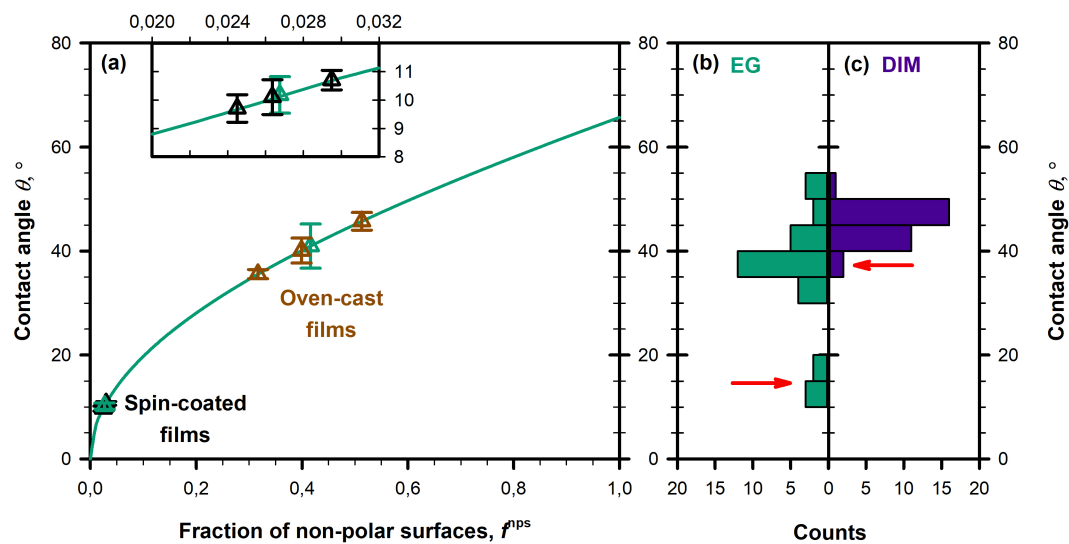 0,020 0,024 0,028 0,032
80 (a) 11 10 9 8
60
40
20
0
Contact angle θ, °
Oven-cast
films
Spin-coated
films
0,0 0,2 0,4 0,6 0,8 1,0
Fraction of non-polar surfaces, f^nps
80 (b) EG (c) DIM 80
60 60
40 40
20 20
0 0
20 15 10 5 0 5 10 15 20
Counts
Contact angle θ, °